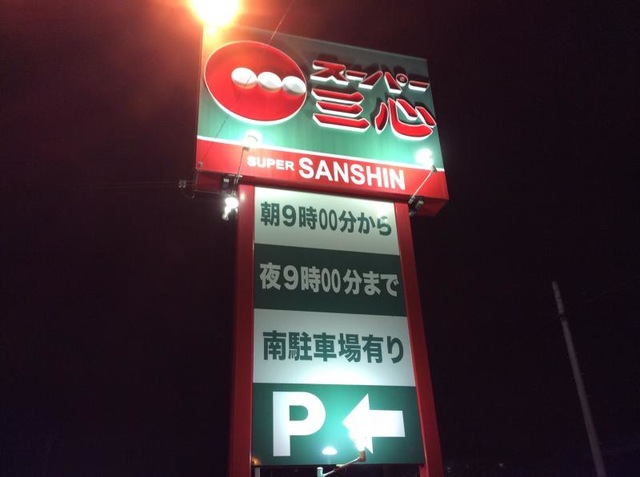 スーパー
三心
SUPER SANSHIN
朝9時00分から
夜9時00分まで
南駐車場有り
P